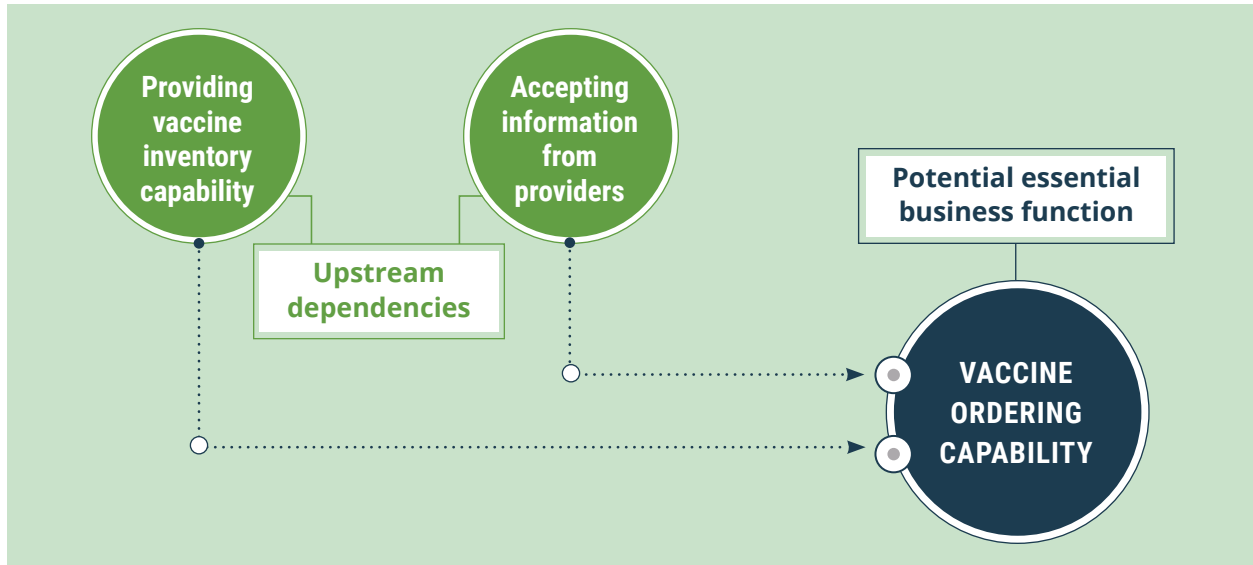 Providing
vaccine
inventory
capability
Accepting
information
from
providers
Upstream
dependencies
Potential essential
business function
VACCINE
ORDERING
CAPABILITY